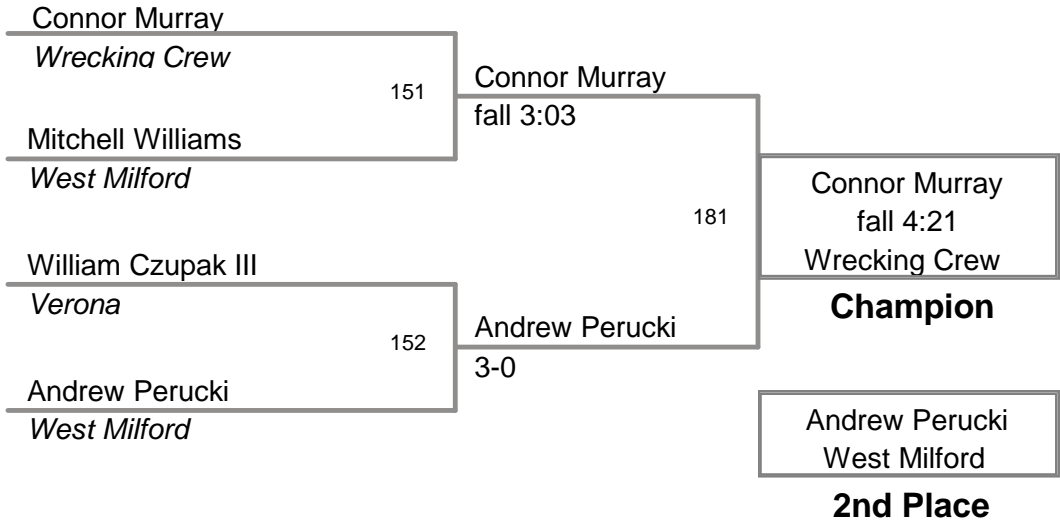 Connor Murray
Wrecking Crew
151
Connor Murray
fall 3:03
Mitchell Williams
West Milford
181
Connor Murray
fall 4:21
Wrecking Crew
Champion
William Czupak III
Verona
152
Andrew Perucki
3-0
Andrew Perucki
West Milford
Andrew Perucki
West Milford
2nd Place